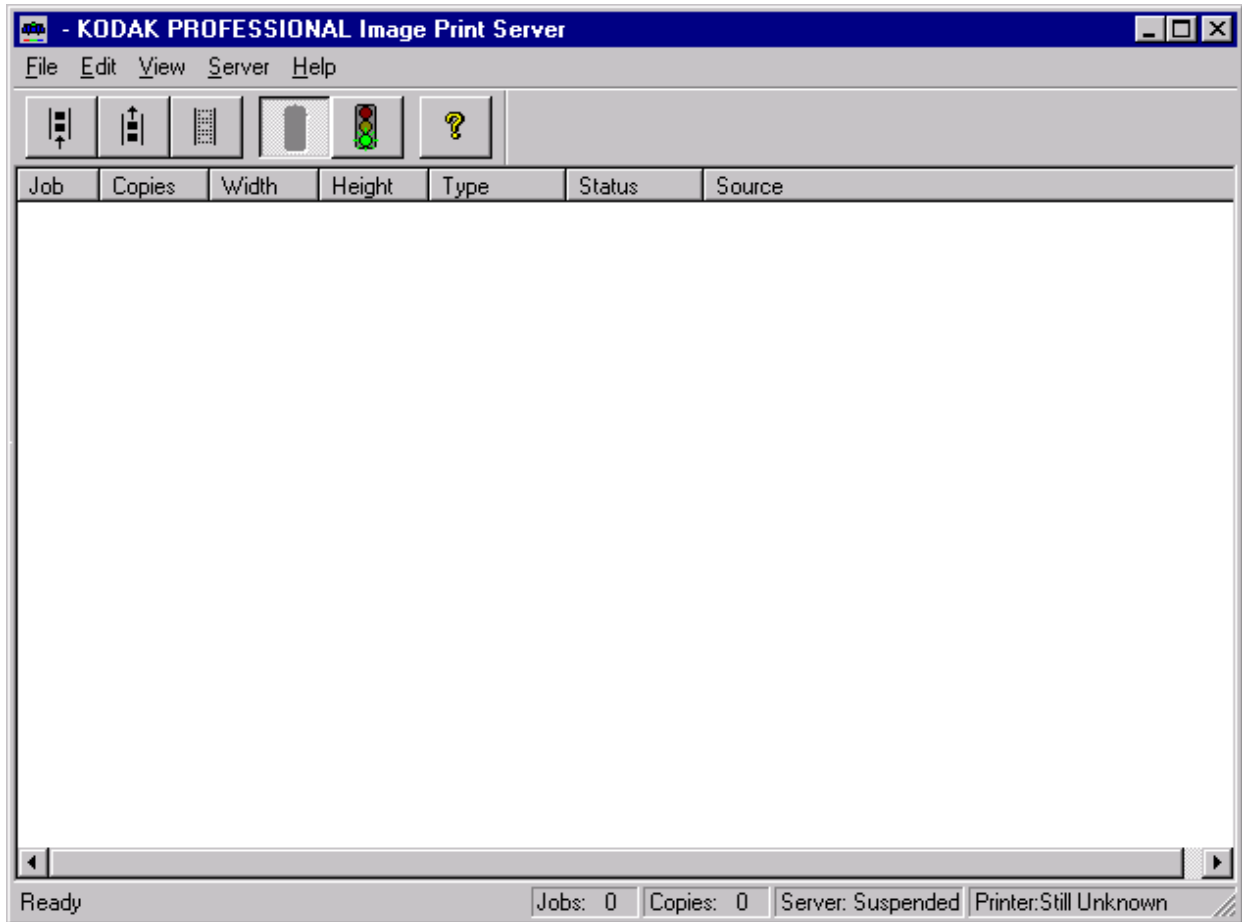 - KODAK PROFESSIONAL Image Print Server
File Edit View Server Help
?
Job Copies Width Height Type Status Source
Ready Jobs: 0 Copies: 0 Server: Suspended Printer:Still Unknown